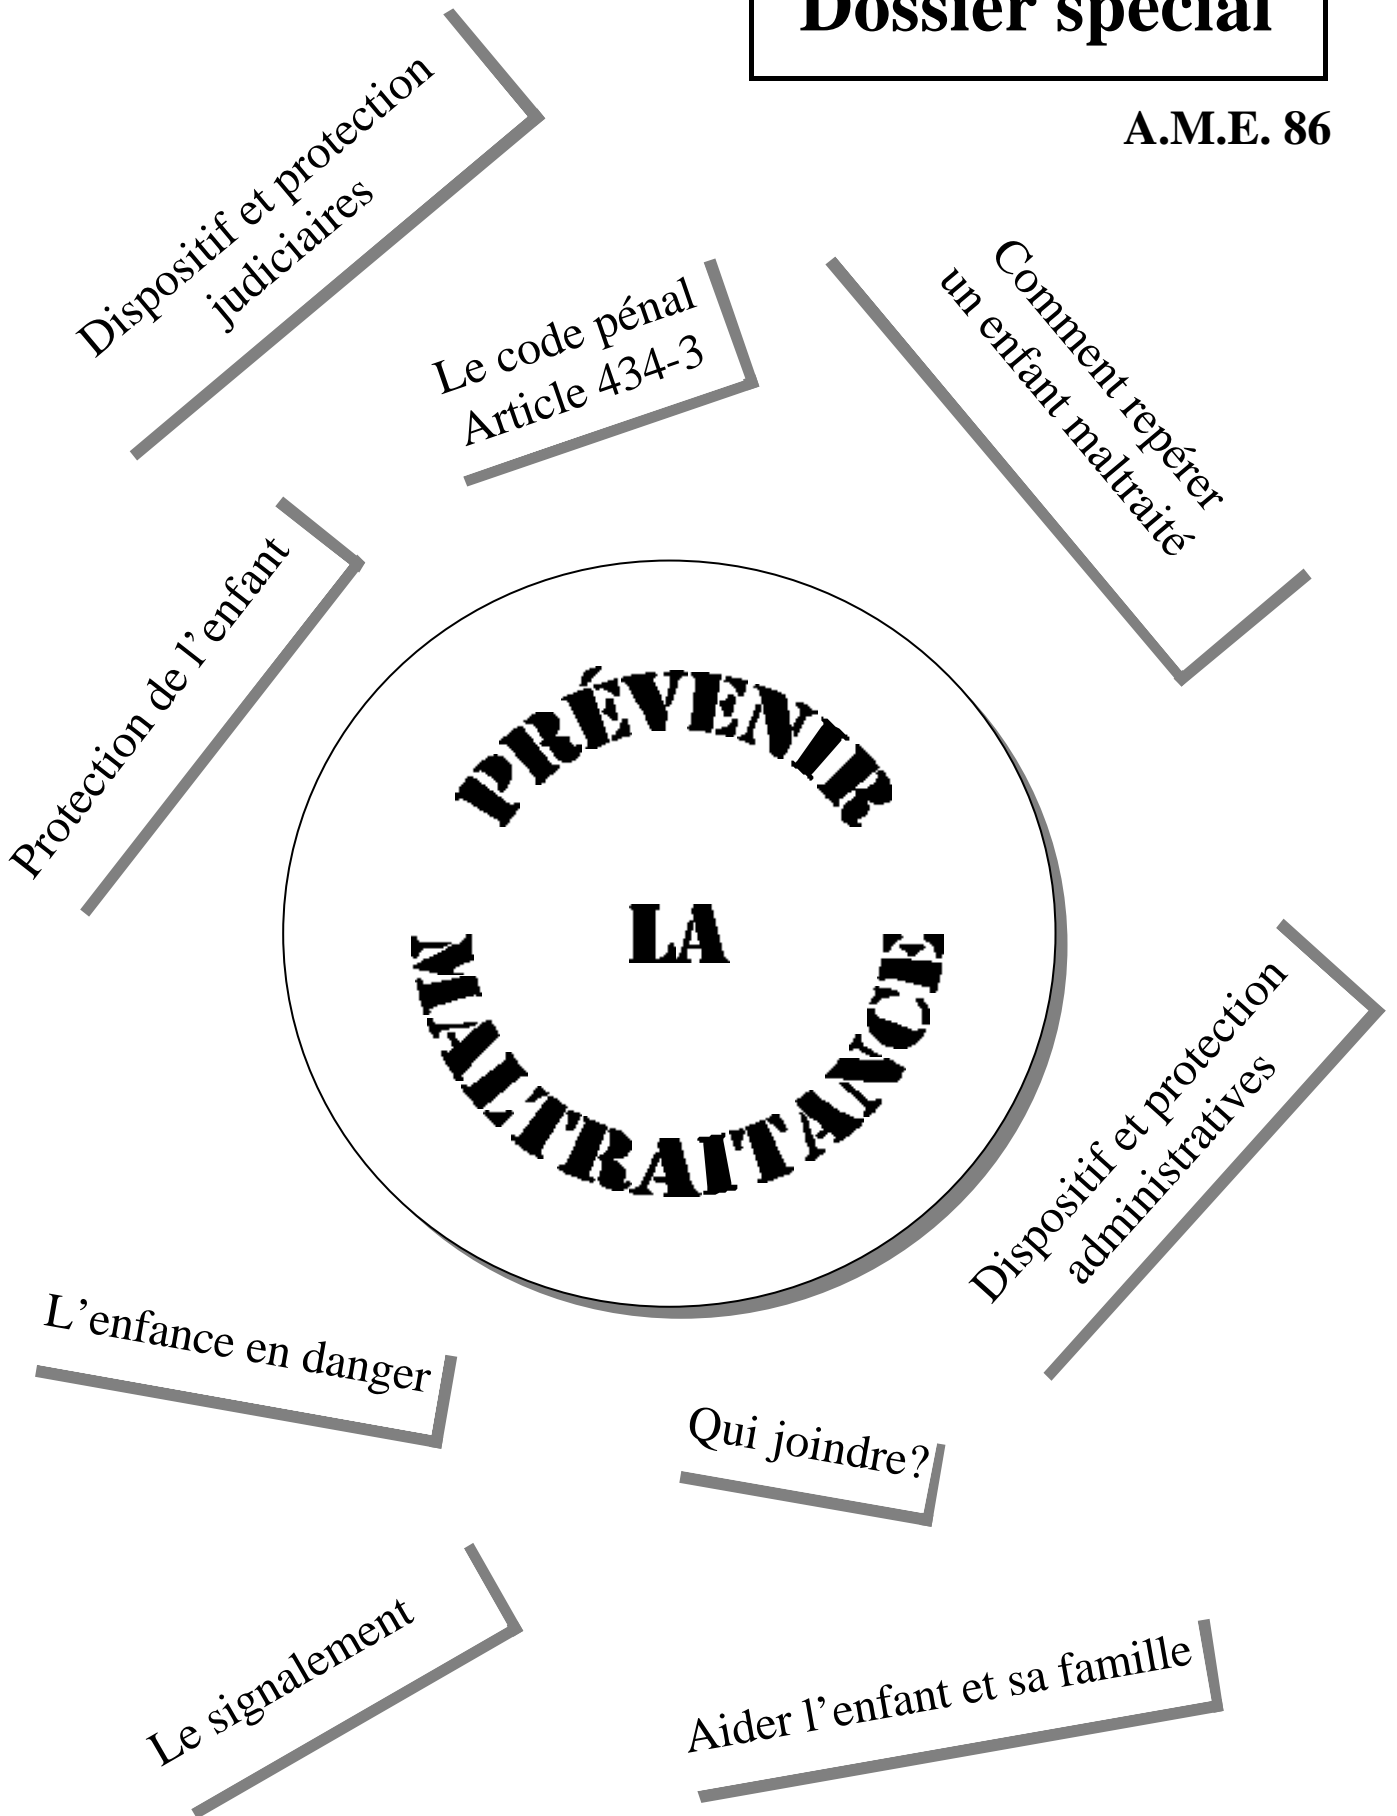 Dossier spécial
A.M.E. 86
Dispositif et protection
judiciaires
Le code pénal
Article 434-3
Comment repérer
un enfant maltraité
Protection de l’enfant
PRÉVENIR
LA
MALTRAITANCE
Dispositif et protection
administratives
L’enfance en danger
Qui joindre?
Le signalement
Aider l’enfant et sa famille